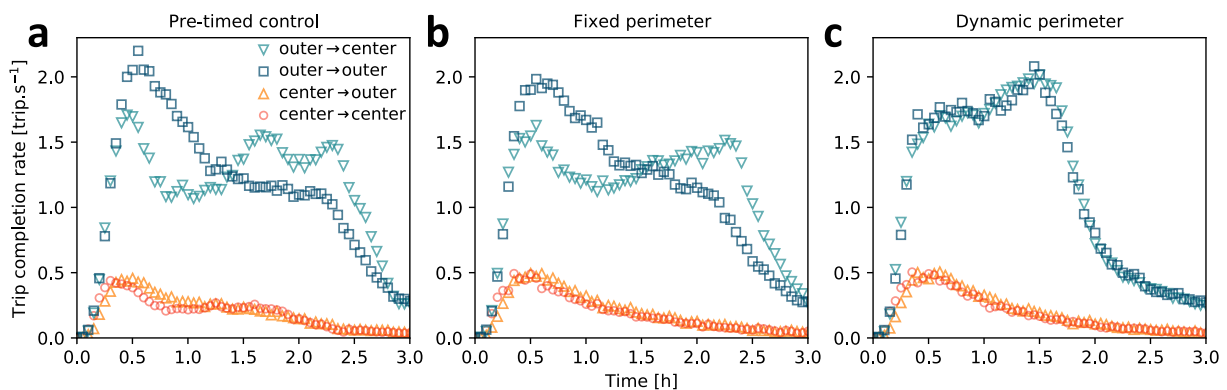 a
Pre-timed control
b
Fixed perimeter
c
Dynamic perimeter
outer→center
outer→outer
center→outer
center→center
Trip completion rate [trip.s⁻¹]
2.0
1.5
1.0
0.5
0.0
2.0
1.5
1.0
0.5
0.0
2.0
1.5
1.0
0.5
0.0
0.0 0.5 1.0 1.5 2.0 2.5 3.0
0.0 0.5 1.0 1.5 2.0 2.5 3.0
0.0 0.5 1.0 1.5 2.0 2.5 3.0
Time [h]